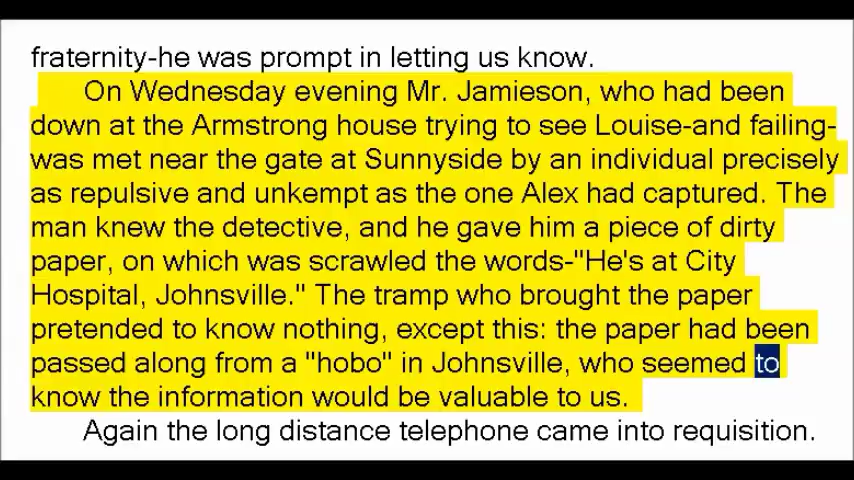 fraternity-he was prompt in letting us know.
On Wednesday evening Mr. Jamieson, who had been
down at the Armstrong house trying to see Louise-and failing-
was met near the gate at Sunnyside by an individual precisely
as repulsive and unkempt as the one Alex had captured. The
man knew the detective, and he gave him a piece of dirty
paper, on which was scrawled the words-"He's at City
Hospital, Johnsville." The tramp who brought the paper
pretended to know nothing, except this: the paper had been
passed along from a "hobo" in Johnsville, who seemed to
know the information would be valuable to us.
Again the long distance telephone came into requisition.